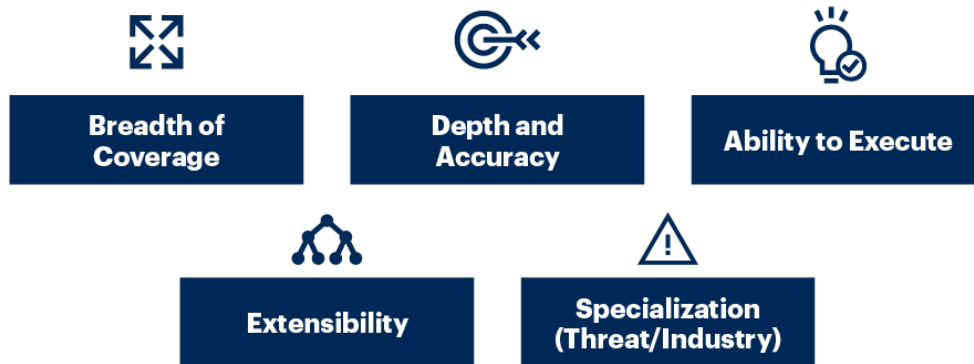 Breadth of
Coverage
Depth and
Accuracy
Ability to Execute
Extensibility
Specialization
(Threat/Industry)